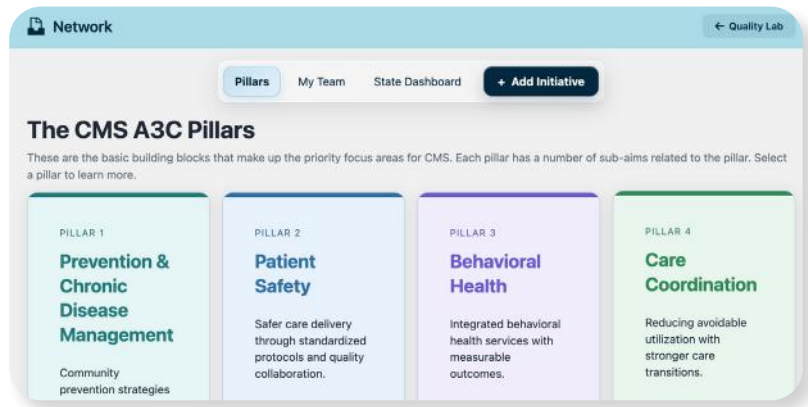 Network
← Quality Lab
Pillars
My Team
State Dashboard
+ Add Initiative
The CMS A3C Pillars
These are the basic building blocks that make up the priority focus areas for CMS. Each pillar has a number of sub-aims related to the pillar. Select
a pillar to learn more.
PILLAR 1
Prevention &
Chronic
Disease
Management
Community
prevention strategies
PILLAR 2
Patient
Safety
Safer care delivery
through standardized
protocols and quality
collaboration.
PILLAR 3
Behavioral
Health
Integrated behavioral
health services with
measurable
outcomes.
PILLAR 4
Care
Coordination
Reducing avoidable
utilization with
stronger care
transitions.